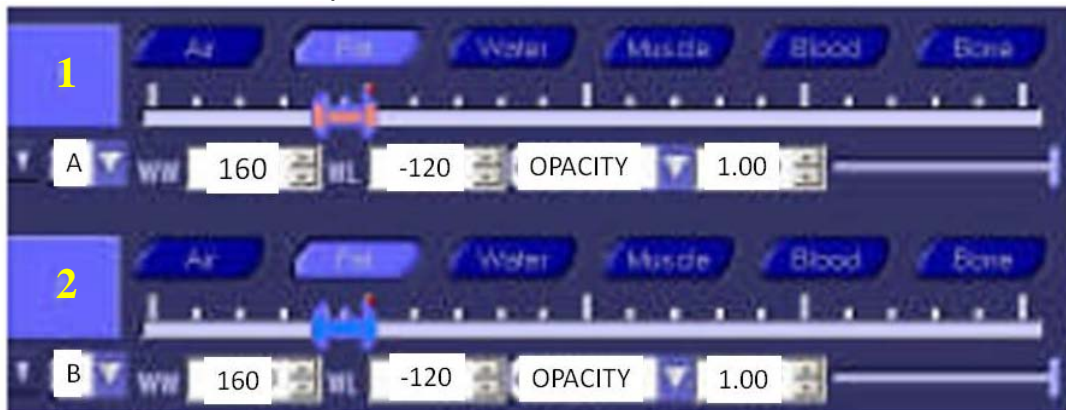 Air Fat Water Muscle Blood Bone
1
A WW 160 WL -120 OPACITY 1.00
Air Fat Water Muscle Blood Bone
2
B WW 160 WL -120 OPACITY 1.00